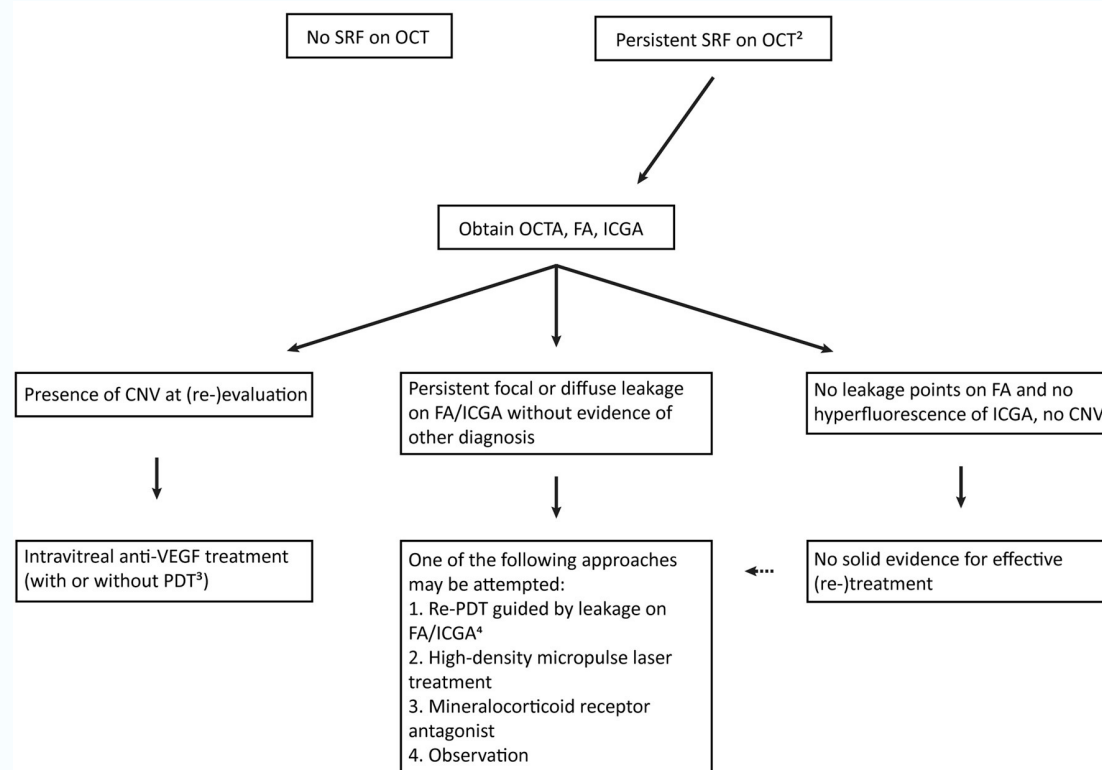 No SRF on OCT
Persistent SRF on OCT²
Obtain OCTA, FA, ICGA
Presence of CNV at (re-)evaluation
Persistent focal or diffuse leakage
on FA/ICGA without evidence of
other diagnosis
No leakage points on FA and no
hyperfluorescence of ICGA, no CNV
Intravitreal anti-VEGF treatment
(with or without PDT³)
One of the following approaches
may be attempted:
1. Re-PDT guided by leakage on
FA/ICGA⁴
2. High-density micropulse laser
treatment
3. Mineralocorticoid receptor
antagonist
4. Observation
No solid evidence for effective
(re-)treatment